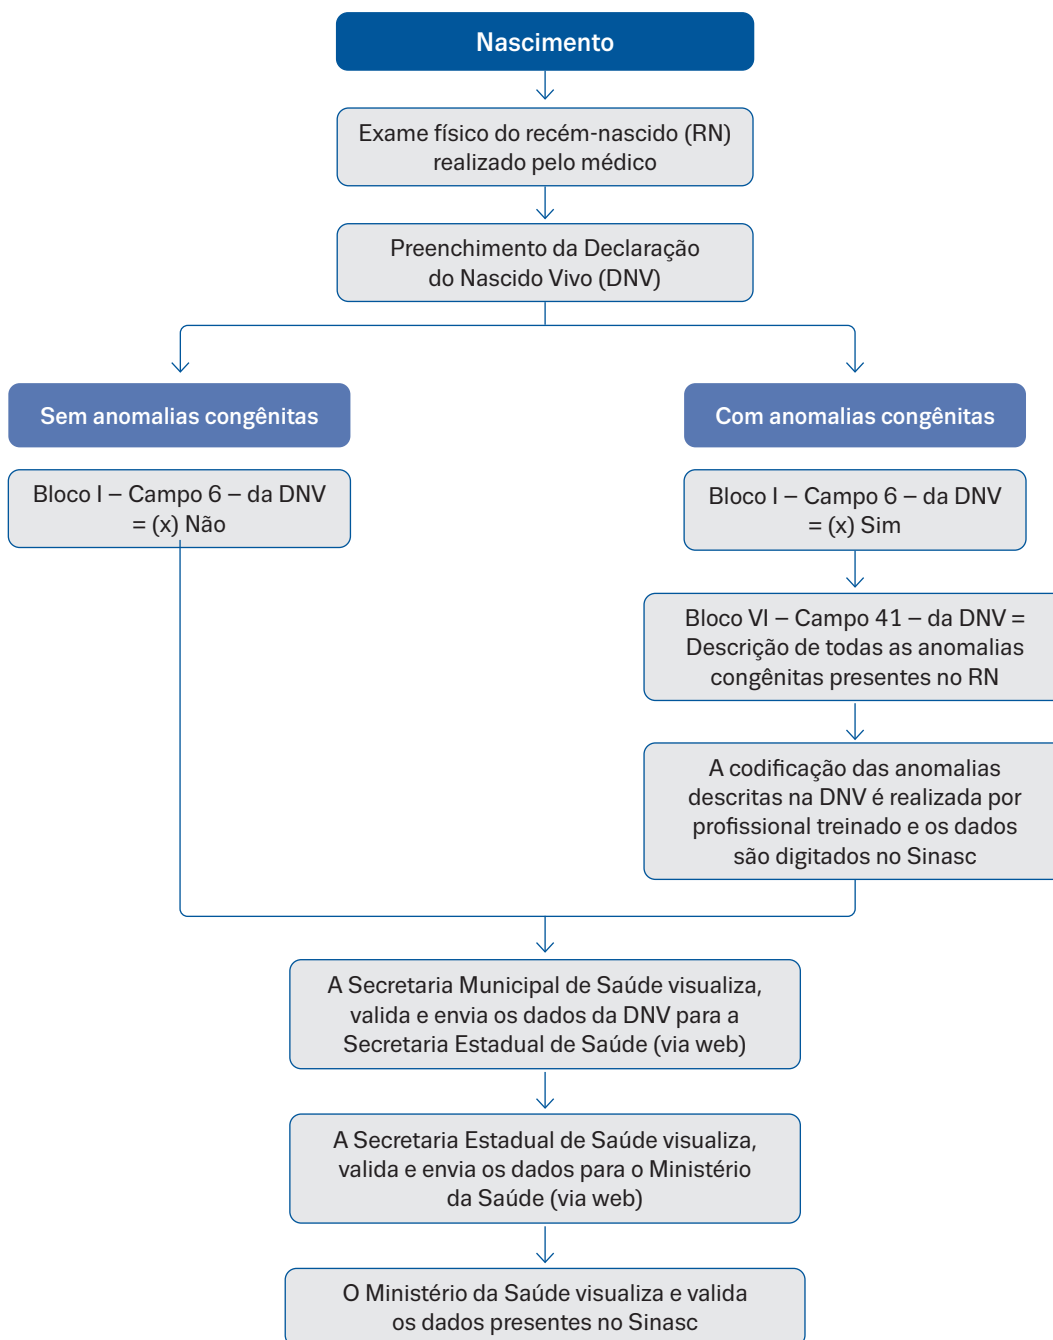 Nascimento
Exame físico do recém-nascido (RN)
realizado pelo médico
Preenchimento da Declaração
do Nascido Vivo (DNV)
Sem anomalias congênitas
Bloco I – Campo 6 – da DNV
= (x) Não
Com anomalias congênitas
Bloco I – Campo 6 – da DNV
= (x) Sim
Bloco VI – Campo 41 – da DNV =
Descrição de todas as anomalias
congênitas presentes no RN
A codificação das anomalias
descritas na DNV é realizada por
profissional treinado e os dados
são digitados no Sinasc
A Secretaria Municipal de Saúde visualiza,
valida e envia os dados da DNV para a
Secretaria Estadual de Saúde (via web)
A Secretaria Estadual de Saúde visualiza,
valida e envia os dados para o Ministério
da Saúde (via web)
O Ministério da Saúde visualiza e valida
os dados presentes no Sinasc